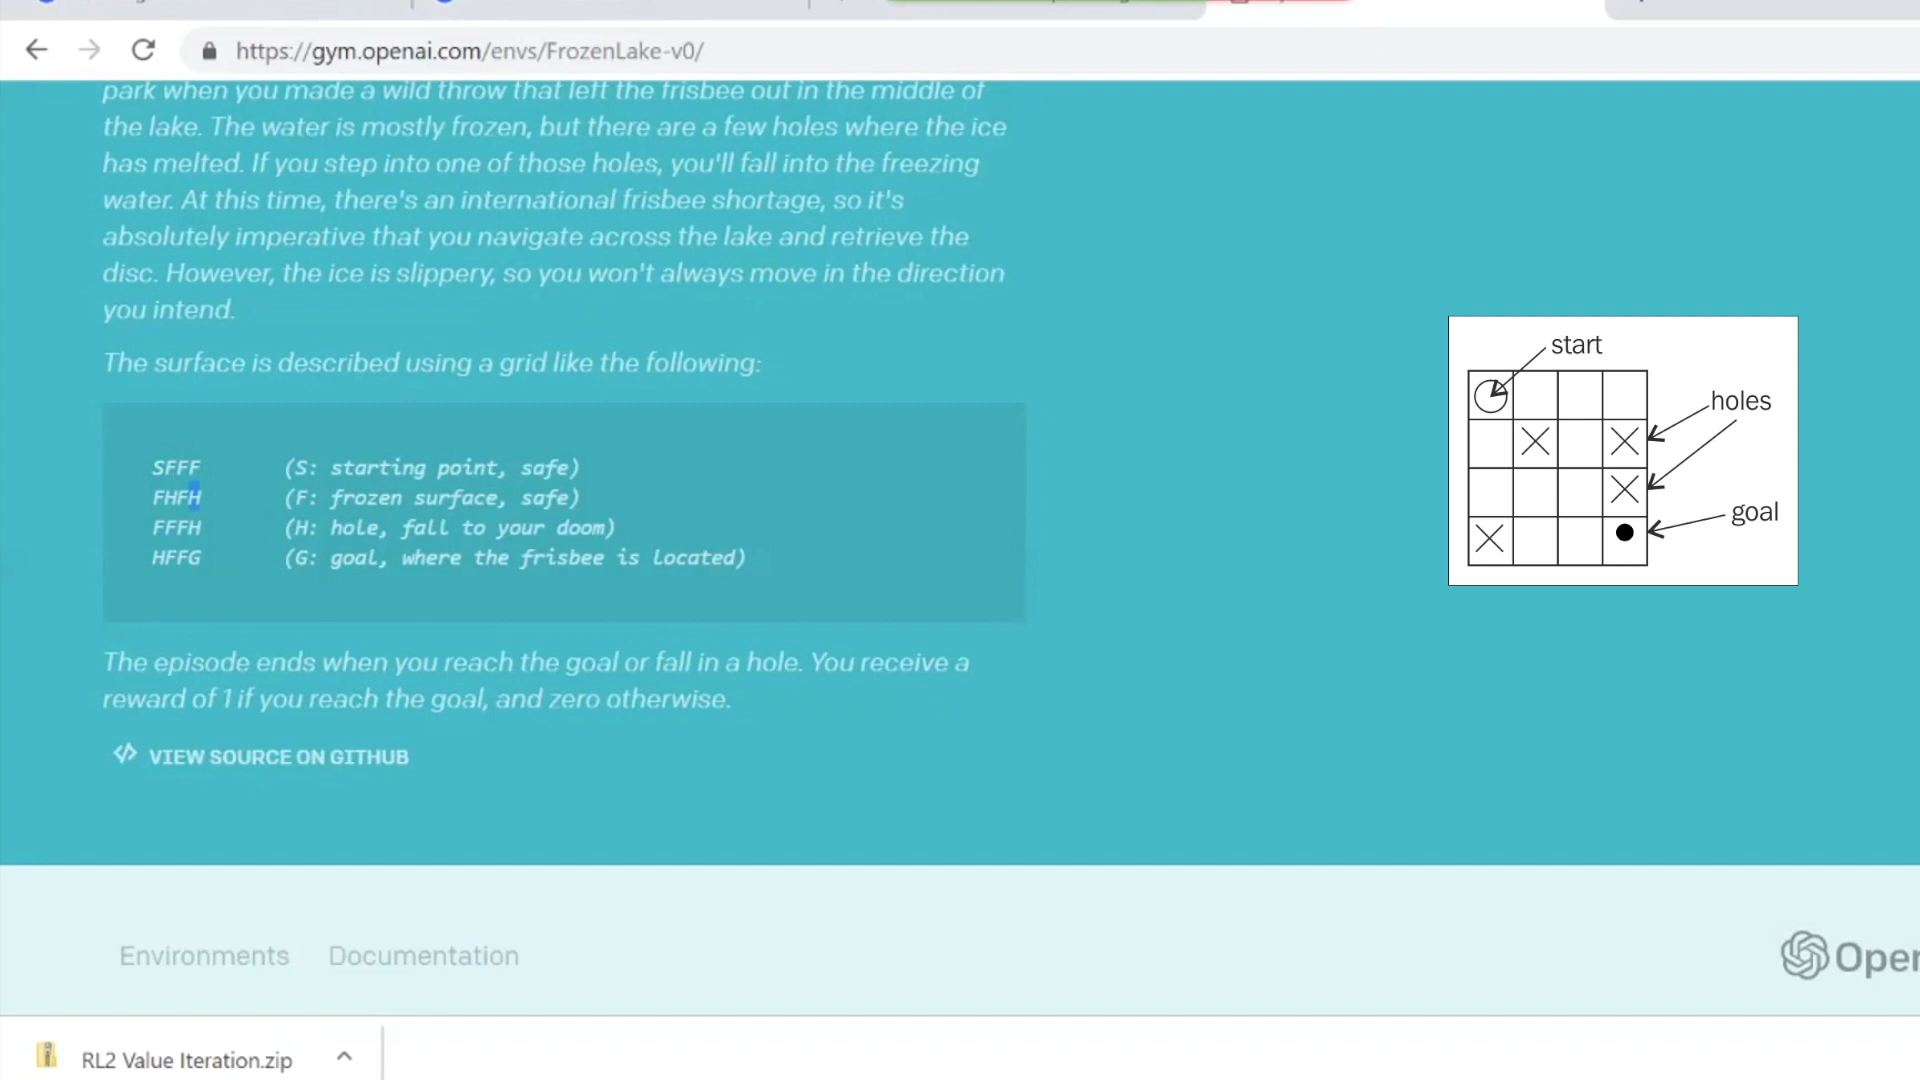 https://gym.openai.com/envs/FrozenLake-v0/
park when you made a wild throw that left the frisbee out in the middle of
the lake. The water is mostly frozen, but there are a few holes where the ice
has melted. If you step into one of those holes, you'll fall into the freezing
water. At this time, there's an international frisbee shortage, so it's
absolutely imperative that you navigate across the lake and retrieve the
disc. However, the ice is slippery, so you won't always move in the direction
you intend.
The surface is described using a grid like the following:
SFFF (S: starting point, safe)
FHFH (F: frozen surface, safe)
FFFH (H: hole, fall to your doom)
HFFG (G: goal, where the frisbee is located)
start
holes
goal
The episode ends when you reach the goal or fall in a hole. You receive a
reward of 1 if you reach the goal, and zero otherwise.
</> VIEW SOURCE ON GITHUB
Environments Documentation
Open
RL2 Value Iteration.zip